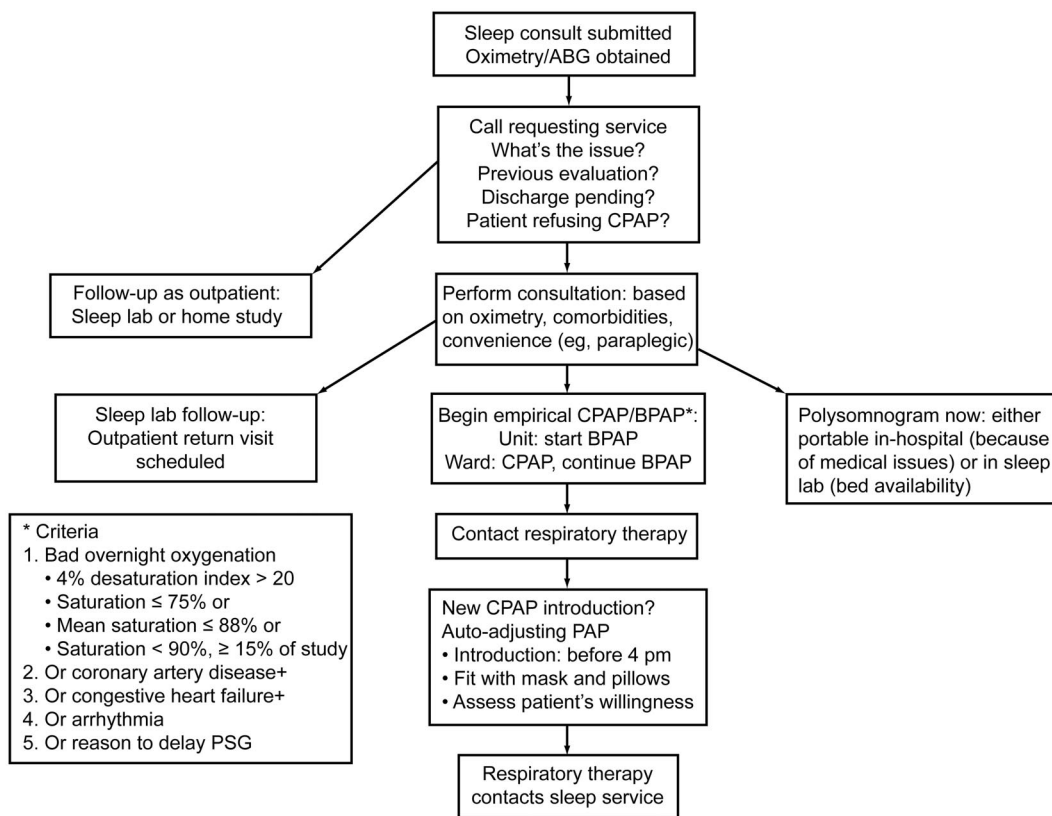 Sleep consult submitted
Oximetry/ABG obtained
Call requesting service
What's the issue?
Previous evaluation?
Discharge pending?
Patient refusing CPAP?
Follow-up as outpatient:
Sleep lab or home study
Perform consultation: based
on oximetry, comorbidities,
convenience (eg, paraplegic)
Sleep lab follow-up:
Outpatient return visit
scheduled
Begin empirical CPAP/BPAP*:
Unit: start BPAP
Ward: CPAP, continue BPAP
Polysomnogram now: either
portable in-hospital (because
of medical issues) or in sleep
lab (bed availability)
* Criteria
1. Bad overnight oxygenation
• 4% desaturation index > 20
• Saturation ≤ 75% or
• Mean saturation ≤ 88% or
• Saturation < 90%, ≥ 15% of study
2. Or coronary artery disease+
3. Or congestive heart failure+
4. Or arrhythmia
5. Or reason to delay PSG
Contact respiratory therapy
New CPAP introduction?
Auto-adjusting PAP
• Introduction: before 4 pm
• Fit with mask and pillows
• Assess patient's willingness
Respiratory therapy
contacts sleep service